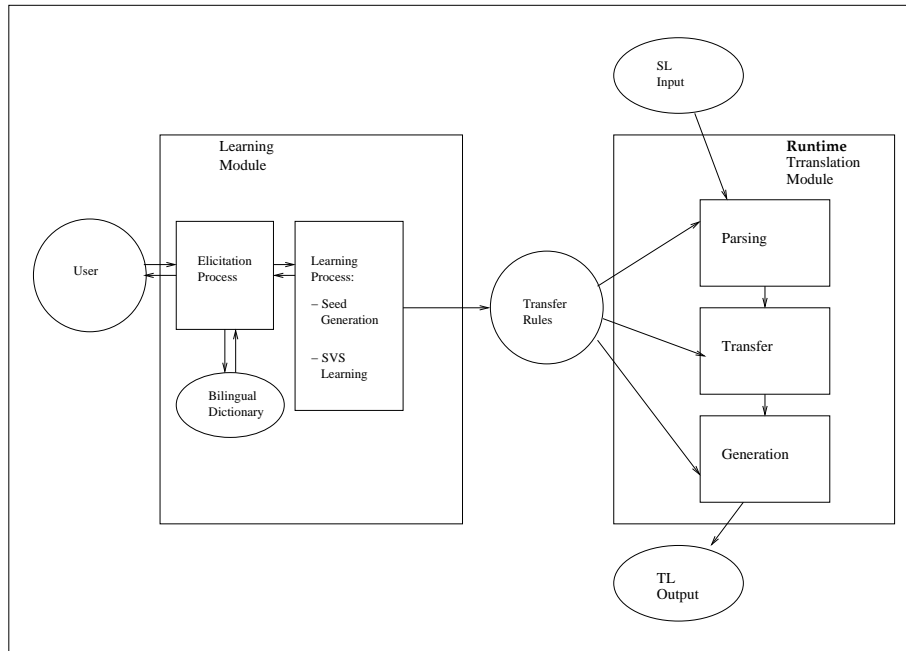 SL
Input
Learning
Module
Runtime
Trranslation
Module
User
Elicitation
Process
Learning
Process:
– Seed
Generation
– SVS
Learning
Bilingual
Dictionary
Transfer
Rules
Parsing
Transfer
Generation
TL
Output